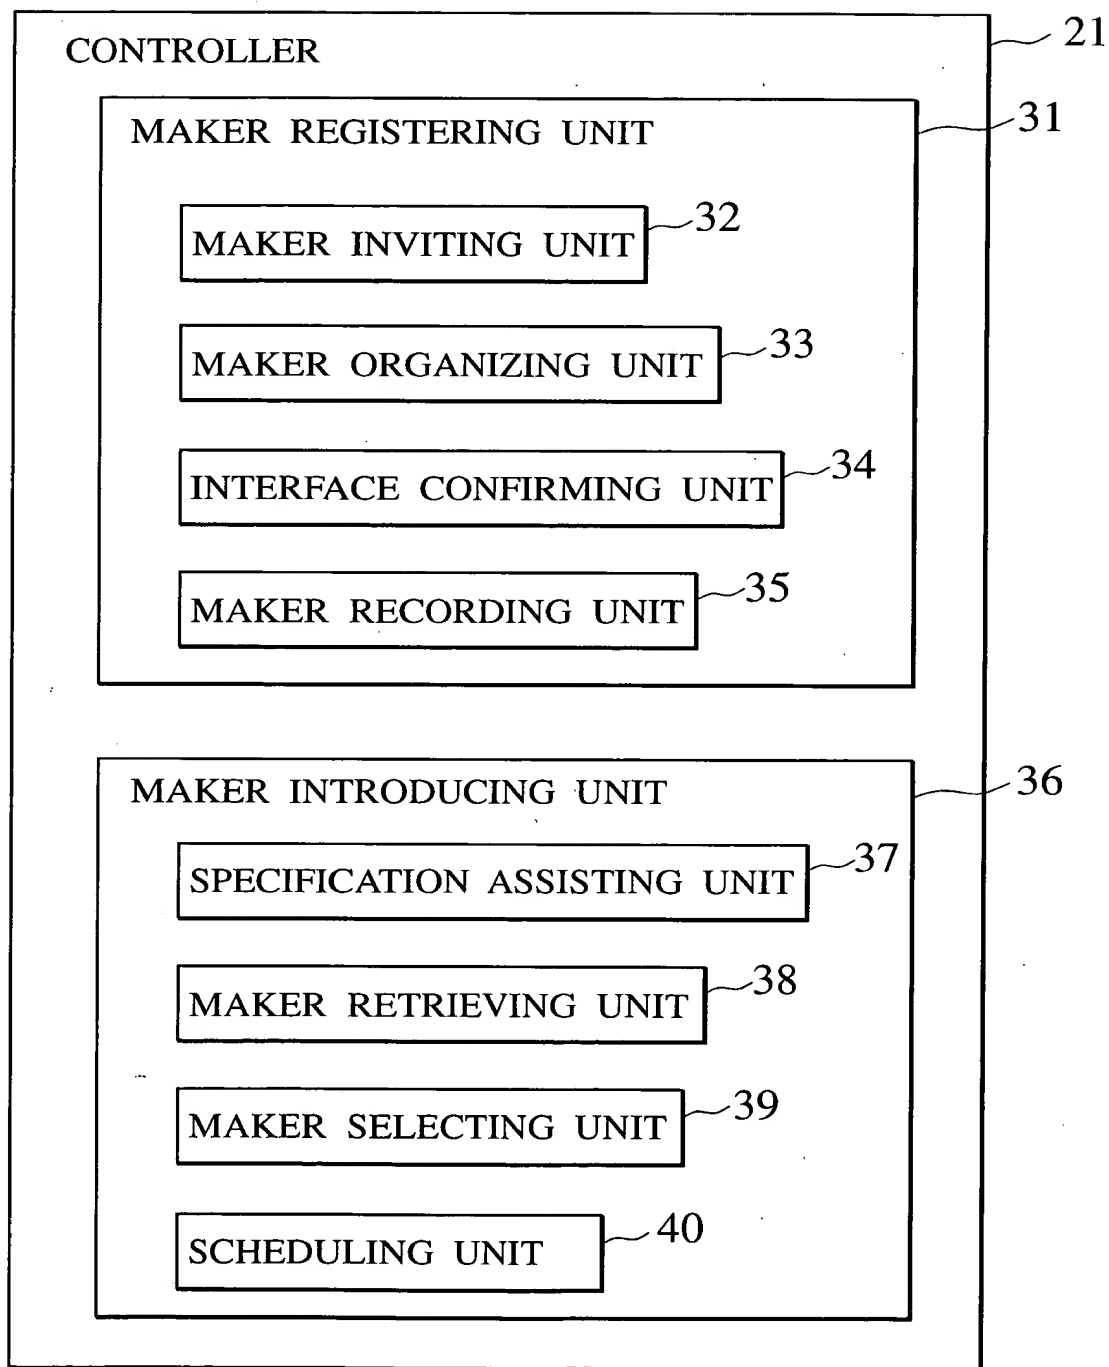 CONTROLLER
21
MAKER REGISTERING UNIT
31
MAKER INVITING UNIT
32
MAKER ORGANIZING UNIT
33
INTERFACE CONFIRMING UNIT
34
MAKER RECORDING UNIT
35
MAKER INTRODUCING UNIT
36
SPECIFICATION ASSISTING UNIT
37
MAKER RETRIEVING UNIT
38
MAKER SELECTING UNIT
39
SCHEDULING UNIT
40